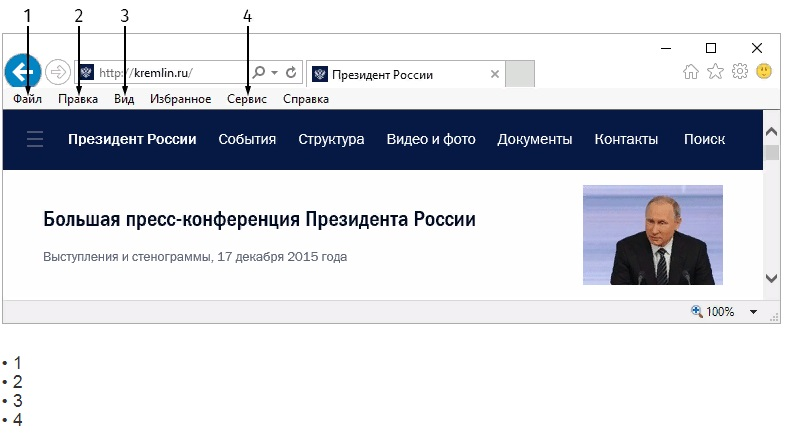 1 2 3 4
http://kremlin.ru/ Президент России
Файл Правка Вид Избранное Сервис Справка
Президент России События Структура Видео и фото Документы Контакты Поиск
Большая пресс-конференция Президента России
Выступления и стенограммы, 17 декабря 2015 года
100%
• 1
• 2
• 3
• 4